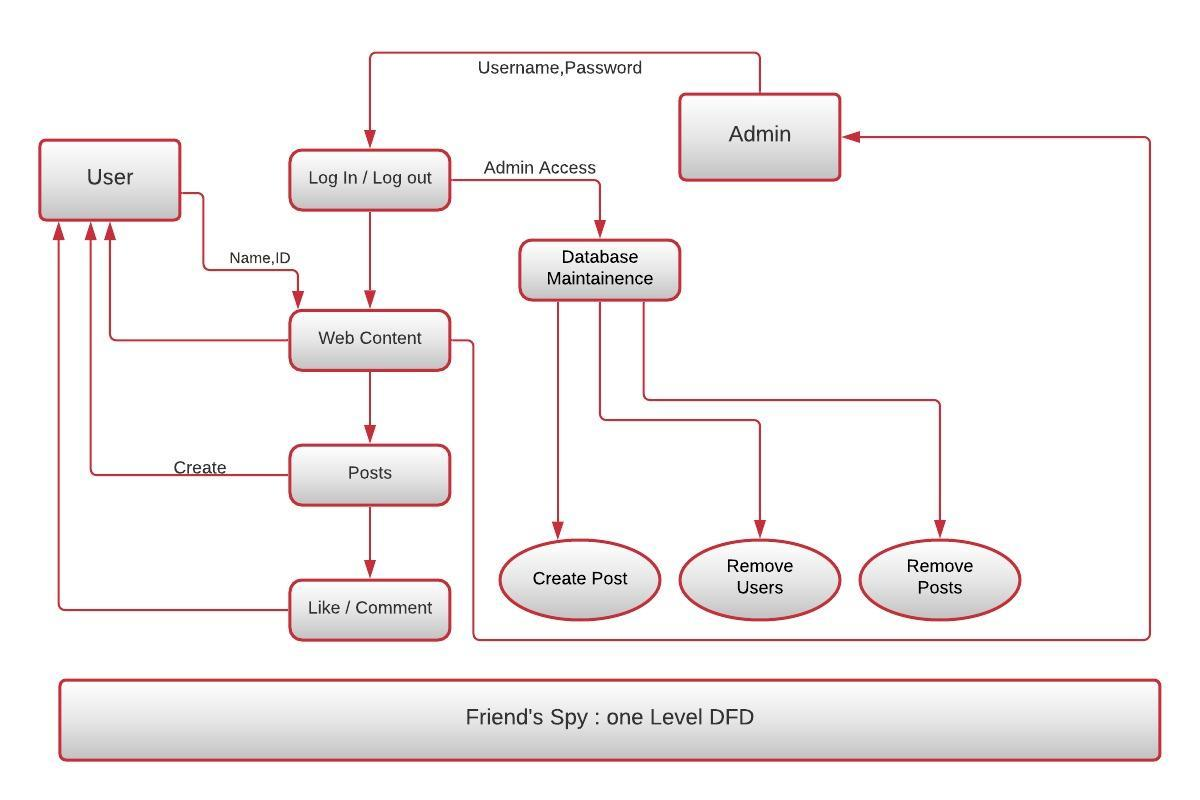 Username,Password
Admin
User
Log In / Log out
Admin Access
Name,ID
Database
Maintainence
Web Content
Create
Posts
Like / Comment
Create Post
Remove
Users
Remove
Posts
Friend's Spy : one Level DFD